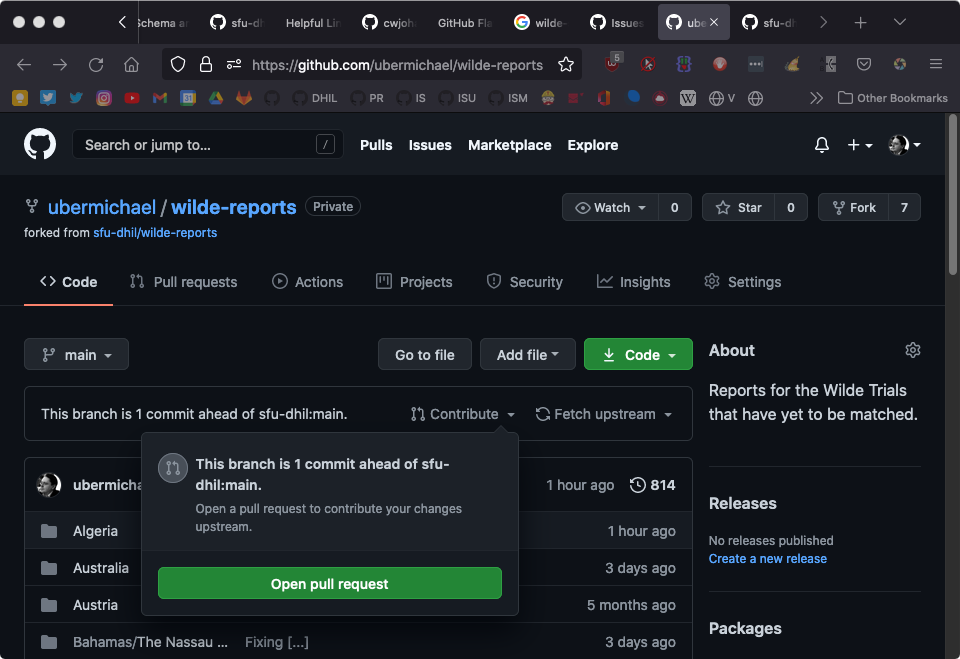 Schema an
sfu-dh
Helpful Lin
cwjoh
GitHub Fla
wilde-
Issues
ube
sfu-dh
https://github.com/ubermichael/wilde-reports
5
DHIL
PR
IS
ISU
ISM
W
V
Other Bookmarks
Search or jump to...
/
Pulls
Issues
Marketplace
Explore
ubermichael / wilde-reports
Private
Watch
0
Star
0
Fork
7
forked from sfu-dhil/wilde-reports
Code
Pull requests
Actions
Projects
Security
Insights
Settings
main
Go to file
Add file
Code
About
Reports for the Wilde Trials
that have yet to be matched.
This branch is 1 commit ahead of sfu-dhil:main.
Contribute
Fetch upstream
This branch is 1 commit ahead of sfu-
dhil:main.
Open a pull request to contribute your changes
upstream.
Open pull request
ubermicha
1 hour ago
814
Algeria
1 hour ago
Australia
3 days ago
Austria
5 months ago
Bahamas/The Nassau ...
Fixing [...]
3 days ago
Releases
No releases published
Create a new release
Packages